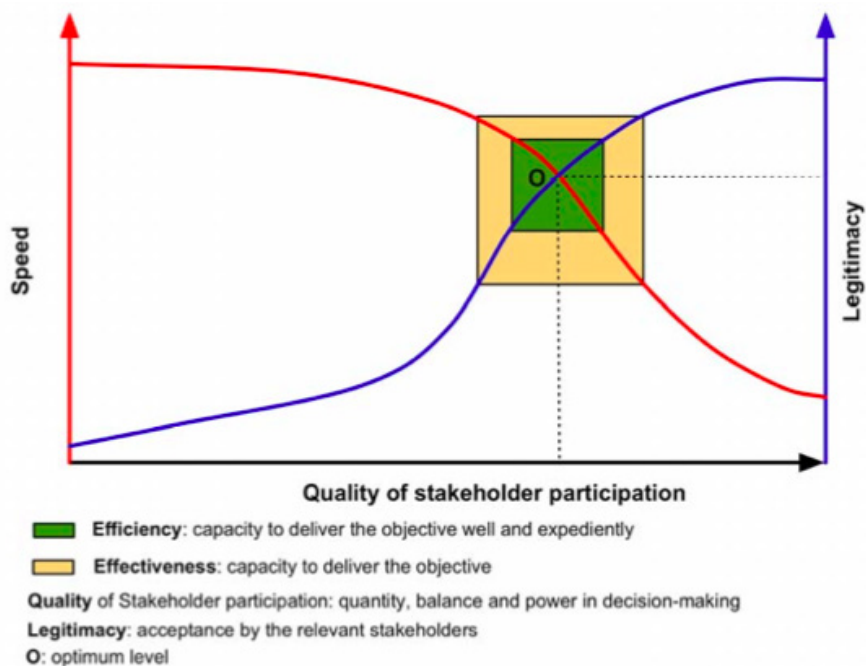 Speed
Legitimacy
O
Quality of stakeholder participation
Efficiency: capacity to deliver the objective well and expediently
Effectiveness: capacity to deliver the objective
Quality of Stakeholder participation: quantity, balance and power in decision-making
Legitimacy: acceptance by the relevant stakeholders
O: optimum level